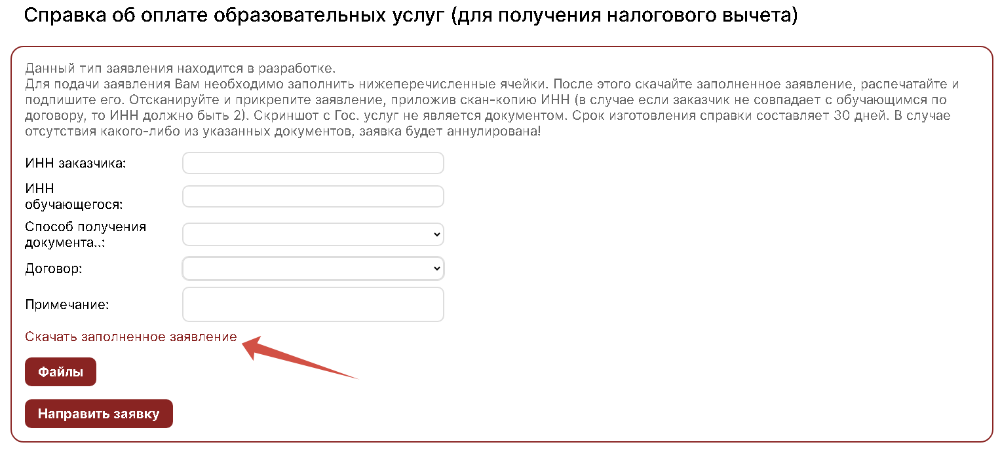 Справка об оплате образовательных услуг (для получения налогового вычета)
Данный тип заявления находится в разработке.
Для подачи заявления Вам необходимо заполнить нижеперечисленные ячейки. После этого скачайте заполненное заявление, распечатайте и
подпишите его. Отсканируйте и прикрепите заявление, приложив скан-копию ИНН (в случае если заказчик не совпадает с обучающимся по
договору, то ИНН должно быть 2). Скриншот с Гос. услуг не является документом. Срок изготовления справки составляет 30 дней. В случае
отсутствия какого-либо из указанных документов, заявка будет аннулирована!
ИНН заказчика:
ИНН
обучающегося:
Способ получения
документа..:
Договор:
Примечание:
Скачать заполненное заявление
Файлы
Направить заявку